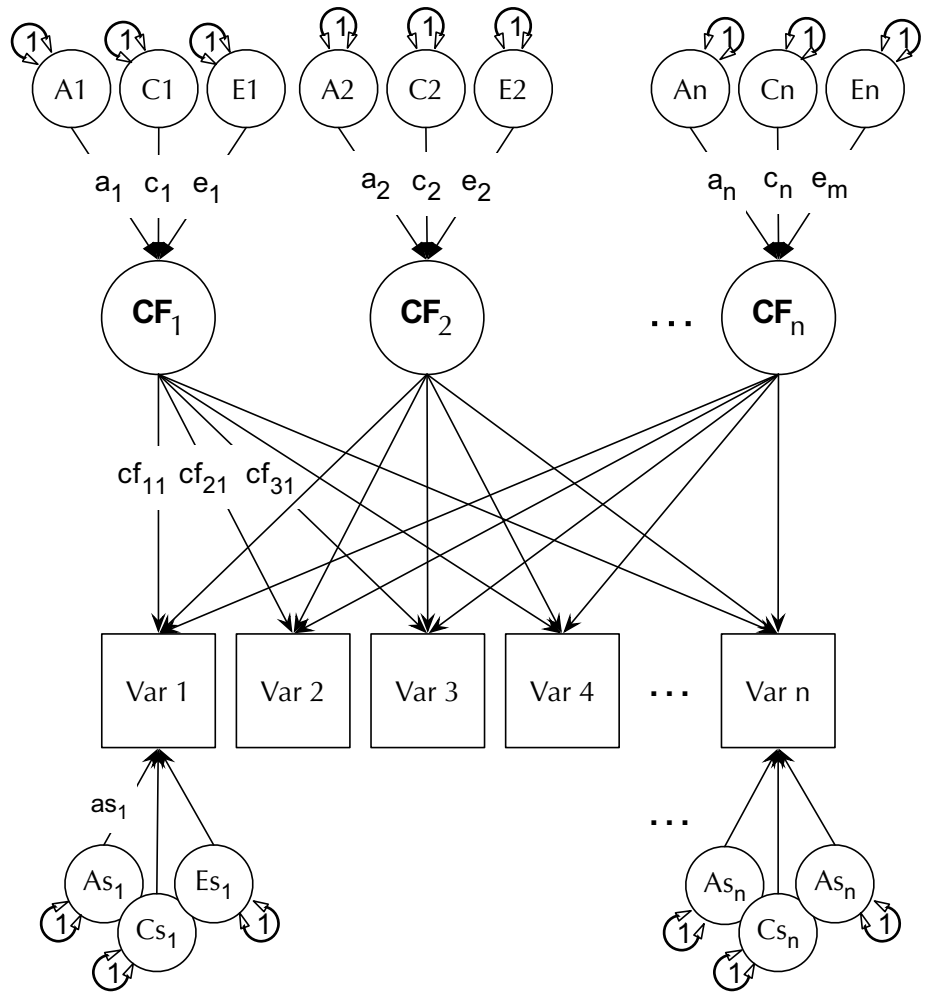 1 1 1 1 1 1 1 1 1
A1 C1 E1 A2 C2 E2 An Cn En
a1 c1 e1 a2 c2 e2 an cn em
CF1 CF2 ... CFn
cf11 cf21 cf31
Var 1 Var 2 Var 3 Var 4 ... Var n
as1 ...
As1 Es1 Asn Asn
Cs1 Csn
1 1 1 1
1 1